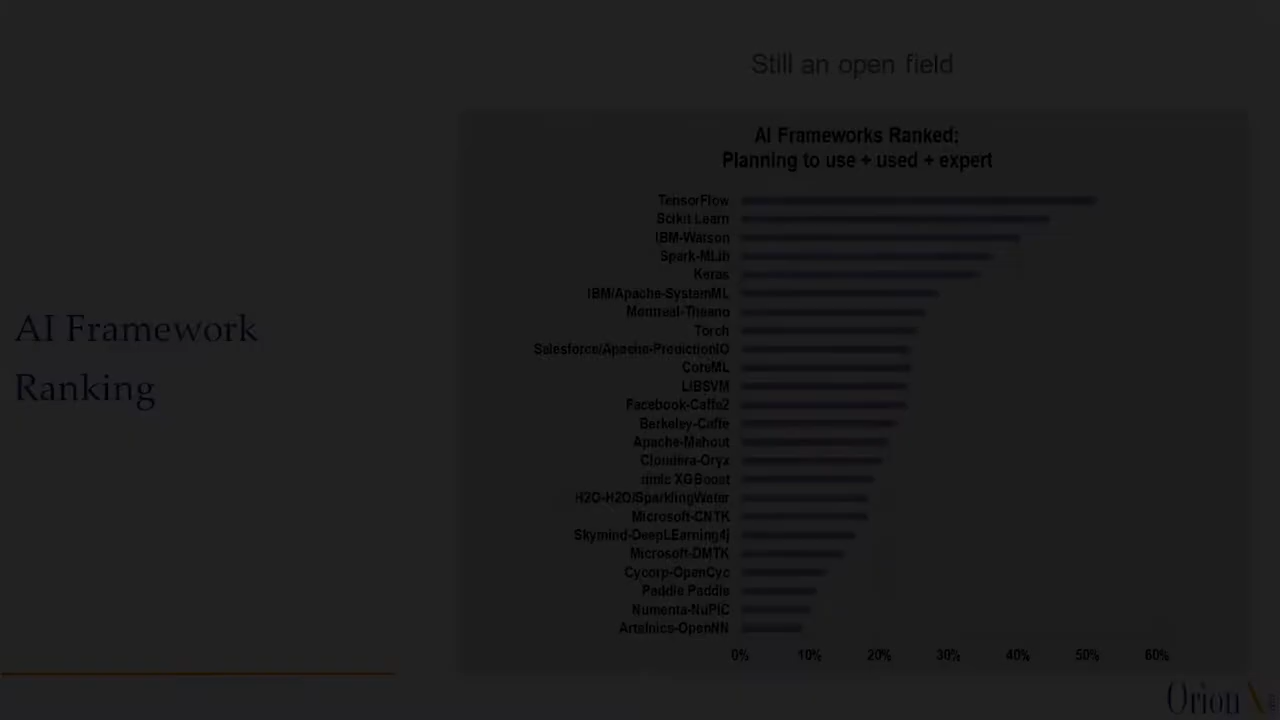 Still an open field
AI Framework
Ranking
AI Frameworks Ranked:
Planning to use + used + expert
TensorFlow
Scikit Learn
IBM-Watson
Spark-MLib
Keras
IBM/Apache-SystemML
Montreal-Theano
Torch
Salesforce/Apache-PredictionIO
CoreML
LIBSVM
Facebook-Caffe2
Berkeley-Caffe
Apache-Mahout
Cloudera-Oryx
dmlc XGBoost
H2O-H2O/SparklingWater
Microsoft-CNTK
Skymind-DeepLEarning4j
Microsoft-DMTK
Cycorp-OpenCyc
Paddle Paddle
Numenta-NuPIC
Artelnics-OpenNN
0% 10% 20% 30% 40% 50% 60%
Orion